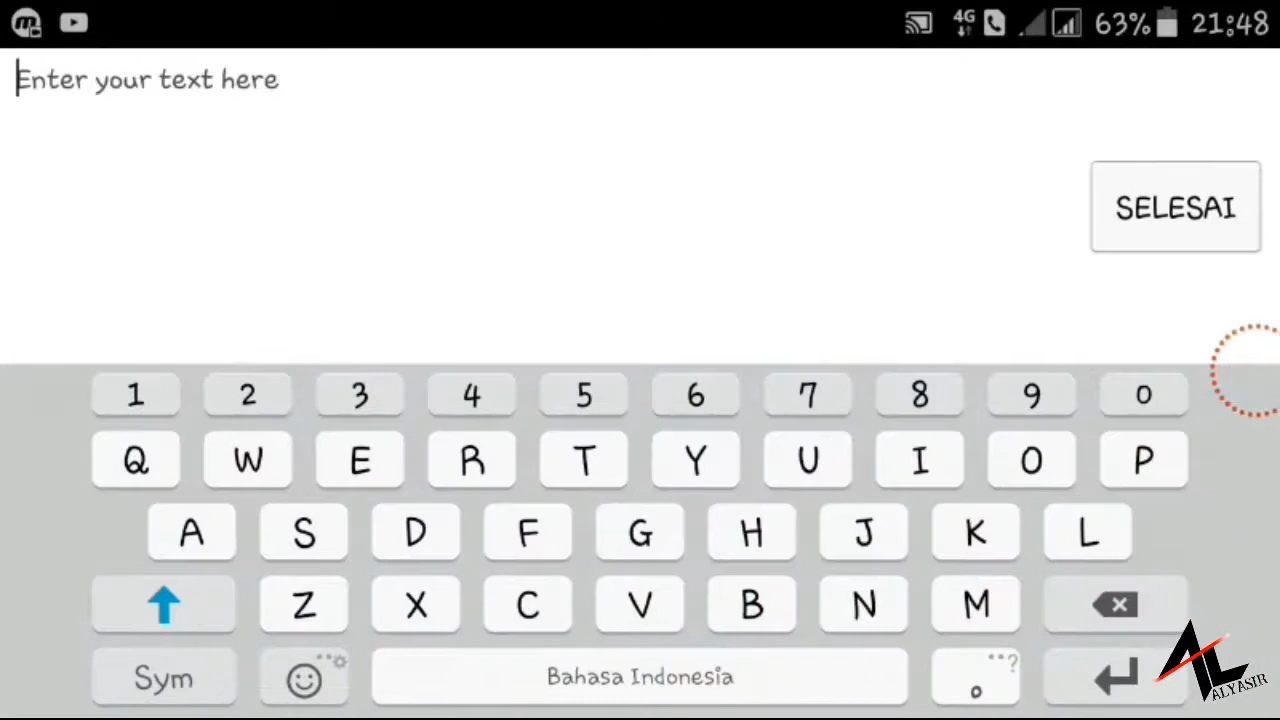 4G 63% 21:48
Enter your text here
SELESAI
1 2 3 4 5 6 7 8 9 0
Q W E R T Y U I O P
A S D F G H J K L
Z X C V B N M
Sym Bahasa Indonesia ?
AL
ALYASIR